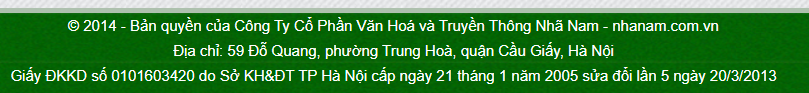 © 2014 - Bản quyền của Công Ty Cổ Phần Văn Hoá và Truyền Thông Nhã Nam - nhanam.com.vn
Địa chỉ: 59 Đỗ Quang, phường Trung Hoà, quận Cầu Giấy, Hà Nội
Giấy ĐKKD số 0101603420 do Sở KH&ĐT TP Hà Nội cấp ngày 21 tháng 1 năm 2005 sửa đổi lần 5 ngày 20/3/2013